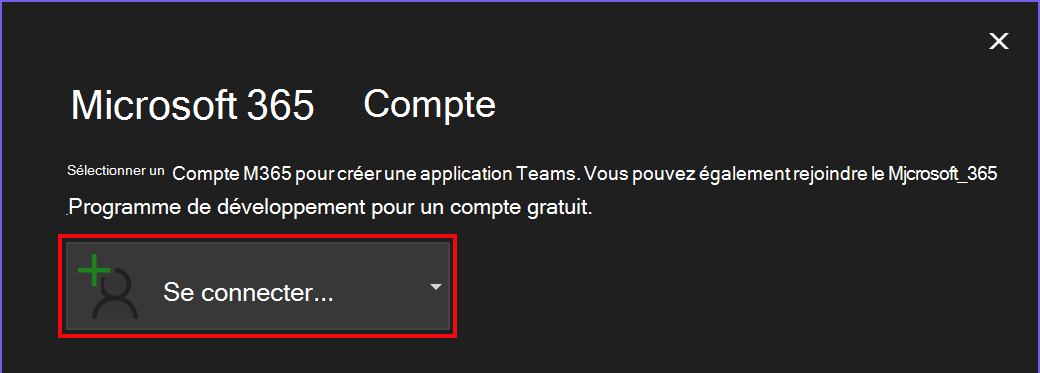 Microsoft 365 Compte
Sélectionner un Compte M365 pour créer une application Teams. Vous pouvez également rejoindre le Mjcrosoft_365
.Programme de développement pour un compte gratuit.
Se connecter...